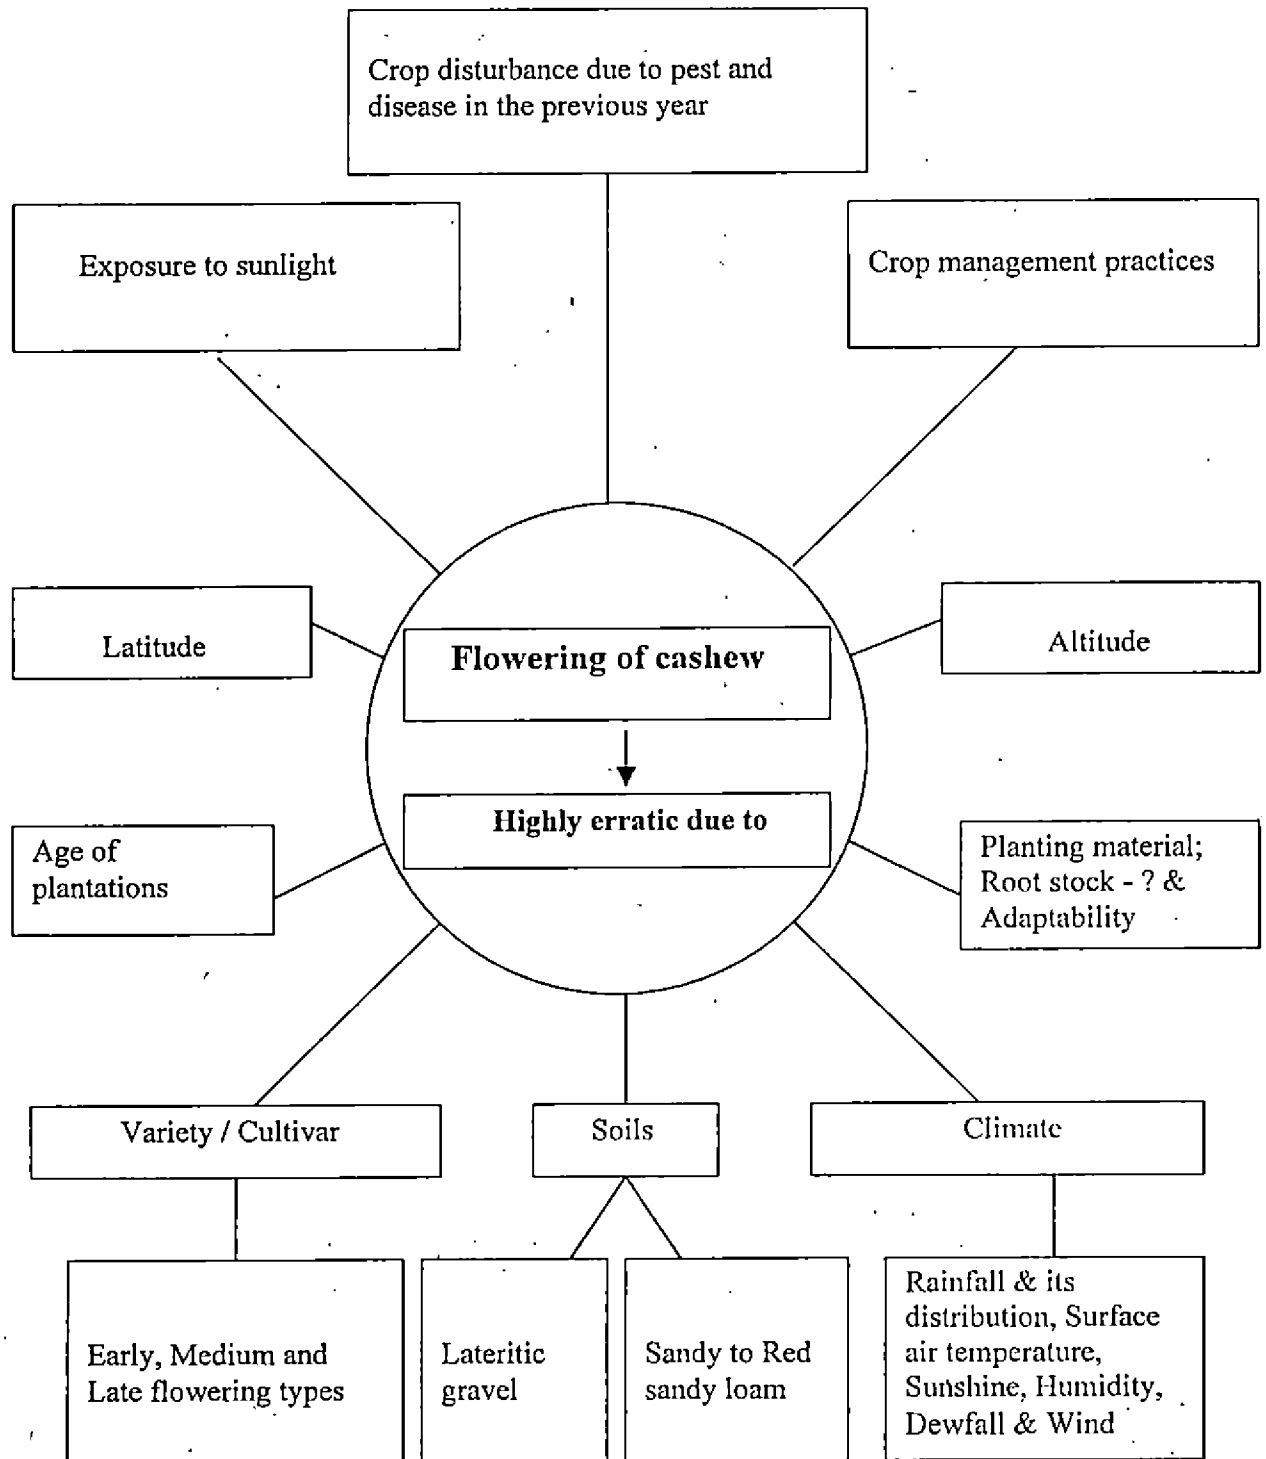 Crop disturbance due to pest and
disease in the previous year
Exposure to sunlight
Crop management practices
Latitude
Flowering of cashew
Altitude
Highly erratic due to
Age of
plantations
Planting material;
Root stock - ? &
Adaptability
Variety / Cultivar
Soils
Climate
Early, Medium and
Late flowering types
Lateritic
gravel
Sandy to Red
sandy loam
Rainfall & its
distribution, Surface
air temperature,
Sunshine, Humidity,
Dewfall & Wind